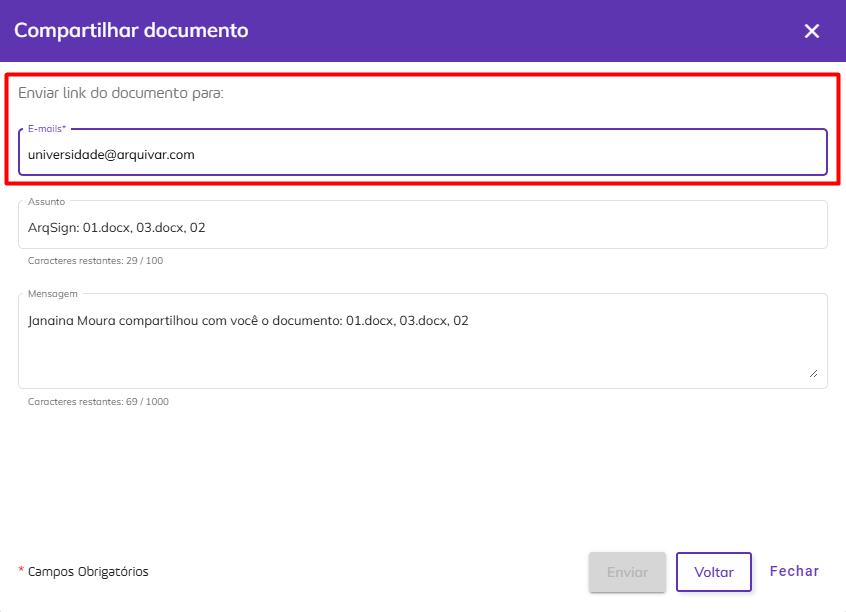 Compartilhar documento
Enviar link do documento para:
E-mails*
universidade@arquivar.com
Assunto
ArqSign: 01.docx, 03.docx, 02
Caracteres restantes: 29 / 100
Mensagem
Janaina Moura compartilhou com você o documento: 01.docx, 03.docx, 02
Caracteres restantes: 69 / 1000
* Campos Obrigatórios
Enviar
Voltar
Fechar